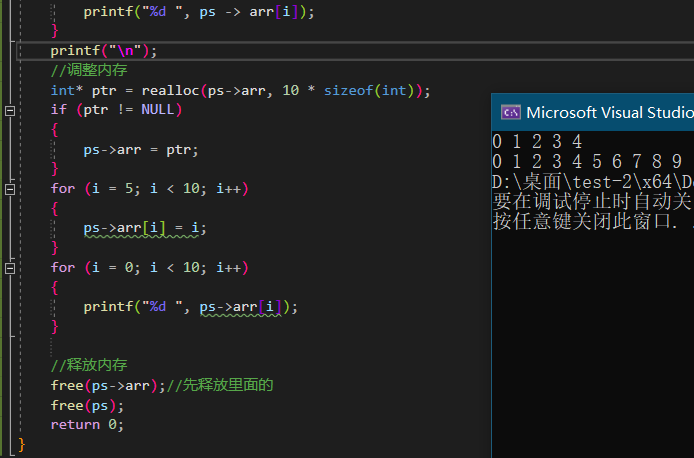 printf("%d ", ps -> arr[i]);
}
printf("\n");
//调整内存
int* ptr = realloc(ps->arr, 10 * sizeof(int));
if (ptr != NULL)
{
ps->arr = ptr;
}
for (i = 5; i < 10; i++)
{
ps->arr[i] = i;
}
for (i = 0; i < 10; i++)
{
printf("%d ", ps->arr[i]);
}
//释放内存
free(ps->arr);//先释放里面的
free(ps);
return 0;
}
Microsoft Visual Studio
0 1 2 3 4
0 1 2 3 4 5 6 7 8 9
D:\桌面\test-2\x64\D
要在调试停止时自动关
按任意键关闭此窗口. .